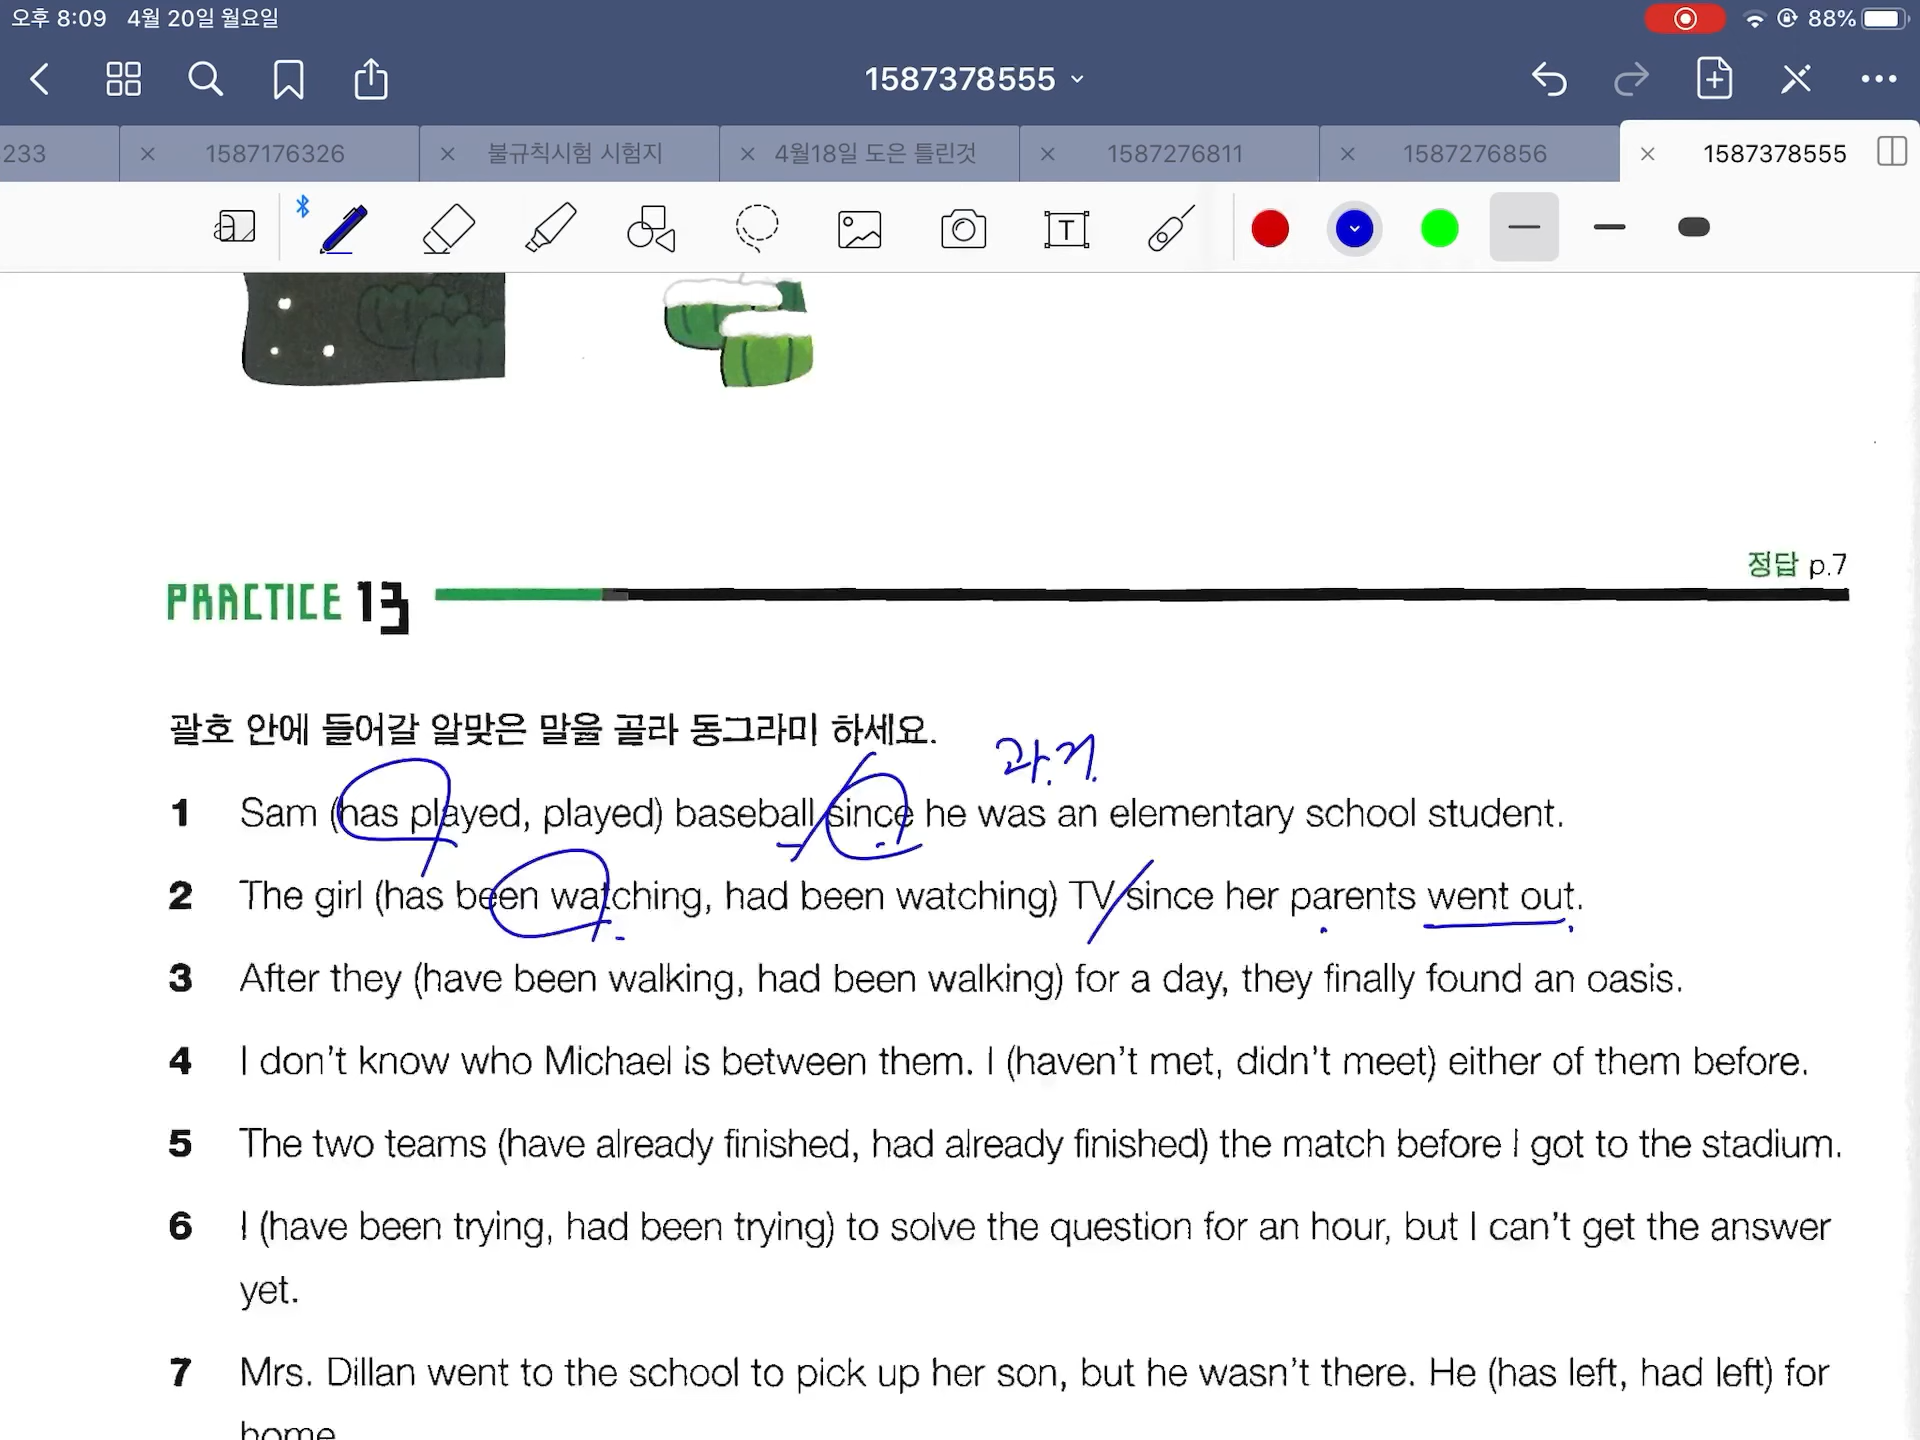 오후 8:09 4월 20일 월요일 88%
1587378555
233 1587176326 불규칙시험 시험지 4월18일 도은 틀린것 1587276811 1587276856 1587378555
정답 p.7
PRACTICE 13
괄호 안에 들어갈 알맞은 말을 골라 동그라미 하세요.
과거
1 Sam (has played, played) baseball since he was an elementary school student.
2 The girl (has been watching, had been watching) TV since her parents went out.
3 After they (have been walking, had been walking) for a day, they finally found an oasis.
4 I don't know who Michael is between them. I (haven't met, didn't meet) either of them before.
5 The two teams (have already finished, had already finished) the match before I got to the stadium.
6 I (have been trying, had been trying) to solve the question for an hour, but I can't get the answer
yet.
7 Mrs. Dillan went to the school to pick up her son, but he wasn't there. He (has left, had left) for
home